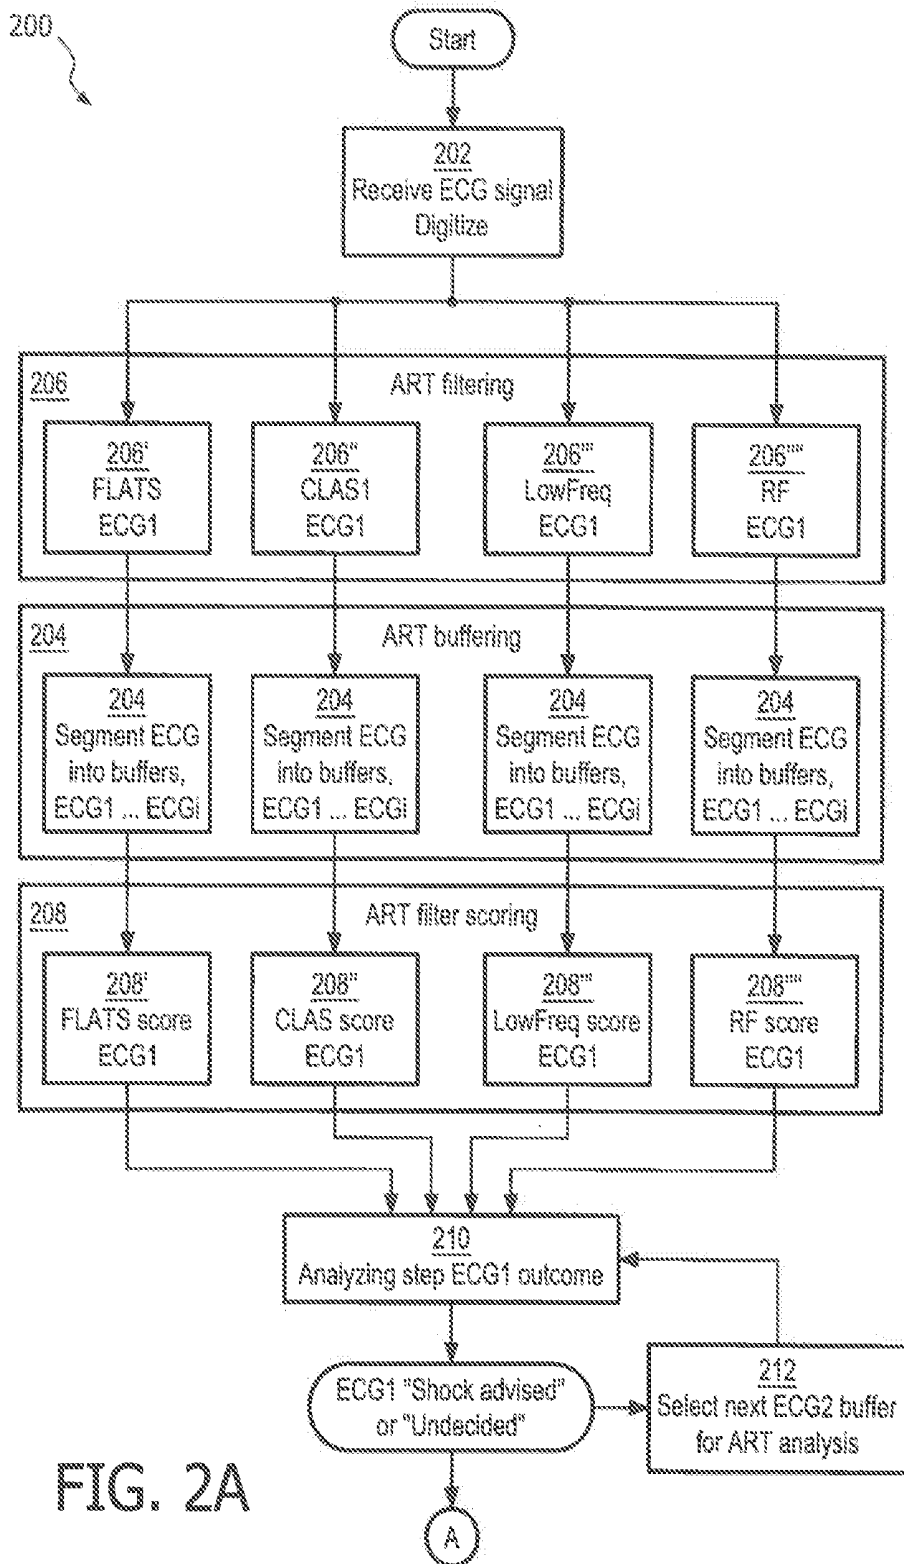 200
Start
202
Receive ECG signal
Digitize
206
ART filtering
206'
FLATS
ECG1
206"
CLAS1
ECG1
206'"
LowFreq
ECG1
206""
RF
ECG1
204
ART buffering
204
Segment ECG
into buffers,
ECG1 ... ECGi
204
Segment ECG
into buffers,
ECG1 ... ECGi
204
Segment ECG
into buffers,
ECG1 ... ECGi
204
Segment ECG
into buffers,
ECG1 ... ECGi
208
ART filter scoring
208'
FLATS score
ECG1
208"
CLAS score
ECG1
208'"
LowFreq score
ECG1
208""
RF score
ECG1
210
Analyzing step ECG1 outcome
ECG1 "Shock advised"
or "Undecided"
212
Select next ECG2 buffer
for ART analysis
FIG. 2A
A